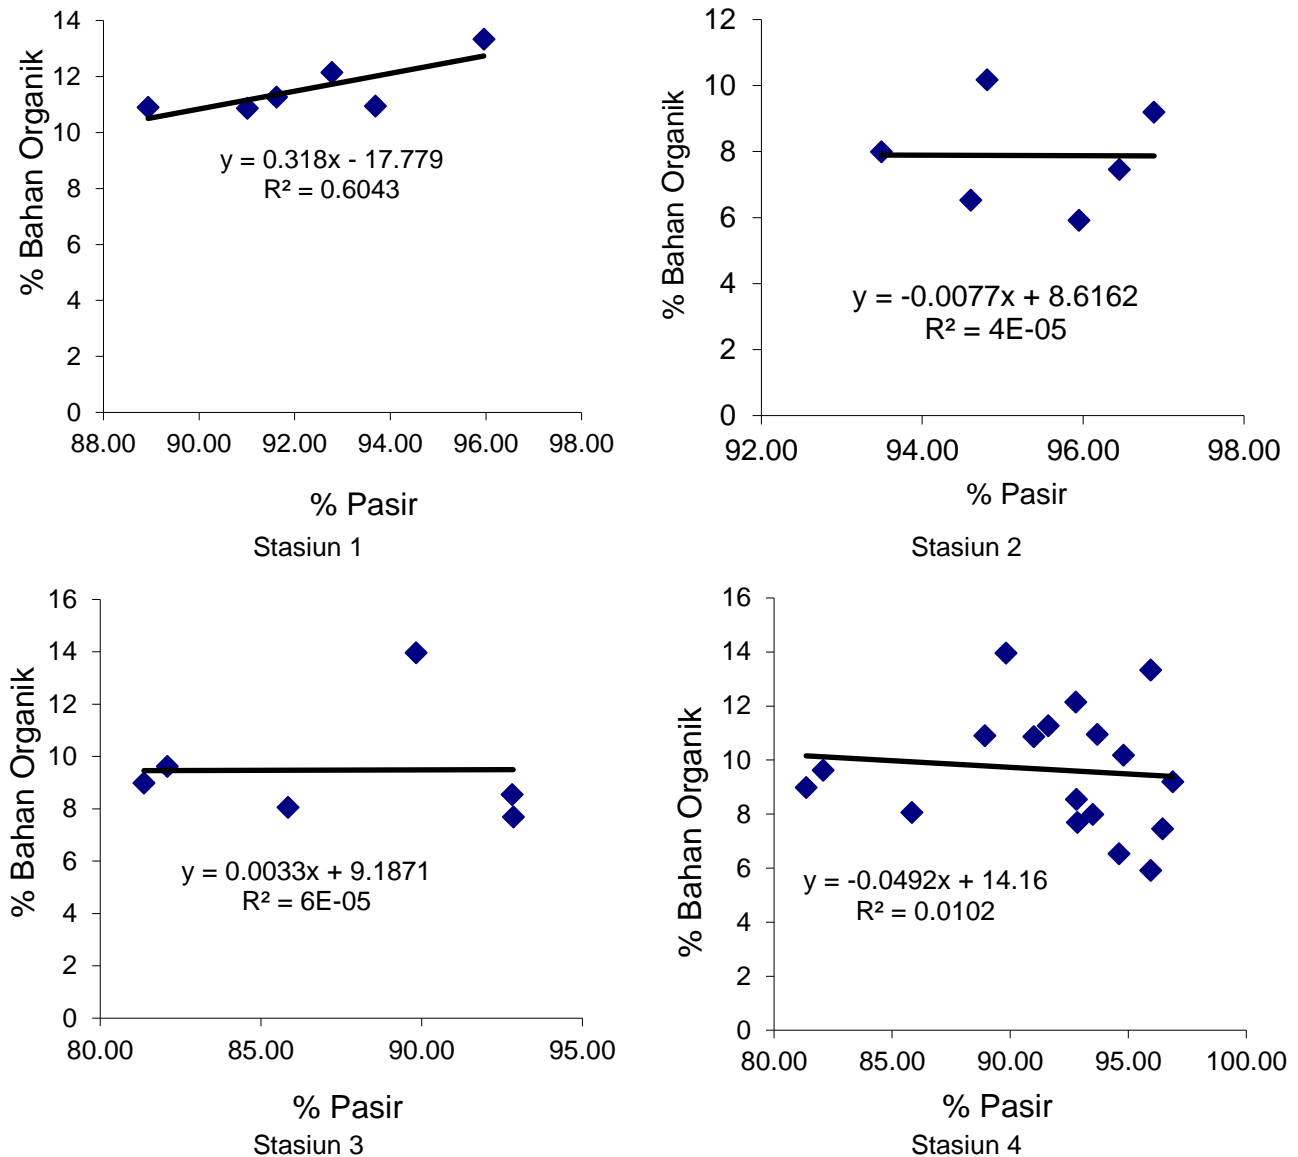 14
12
10
8
6
4
2
0
% Bahan Organik
y = 0.318x - 17.779
R² = 0.6043
88.00 90.00 92.00 94.00 96.00 98.00
% Pasir
Stasiun 1
12
10
8
6
4
2
0
% Bahan Organik
y = -0.0077x + 8.6162
R² = 4E-05
92.00 94.00 96.00 98.00
% Pasir
Stasiun 2
16
14
12
10
8
6
4
2
0
% Bahan Organik
y = 0.0033x + 9.1871
R² = 6E-05
80.00 85.00 90.00 95.00
% Pasir
Stasiun 3
16
14
12
10
8
6
4
2
0
% Bahan Organik
y = -0.0492x + 14.16
R² = 0.0102
80.00 85.00 90.00 95.00 100.00
% Pasir
Stasiun 4